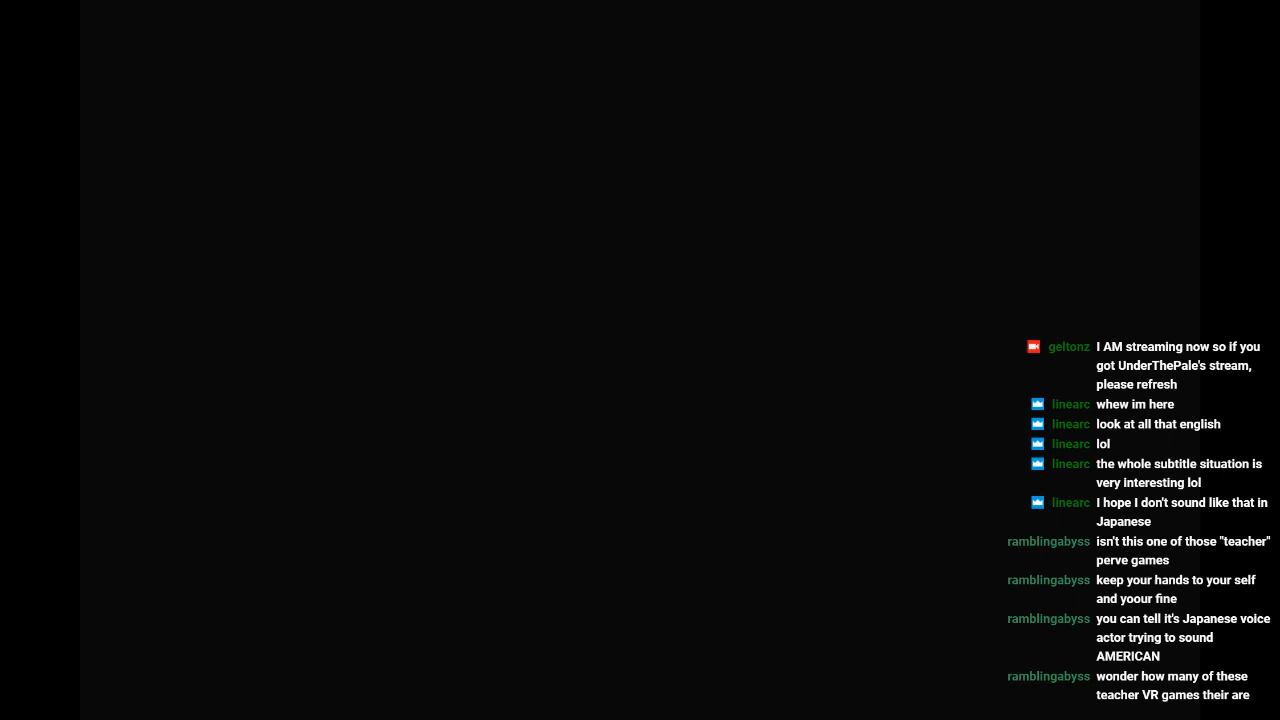 geltonz I AM streaming now so if you
got UnderThePale's stream,
please refresh
linearc whew im here
linearc look at all that english
linearc lol
linearc the whole subtitle situation is
very interesting lol
linearc I hope I don't sound like that in
Japanese
ramblingabyss isn't this one of those "teacher"
perve games
ramblingabyss keep your hands to your self
and yoour fine
ramblingabyss you can tell it's Japanese voice
actor trying to sound
AMERICAN
ramblingabyss wonder how many of these
teacher VR games their are